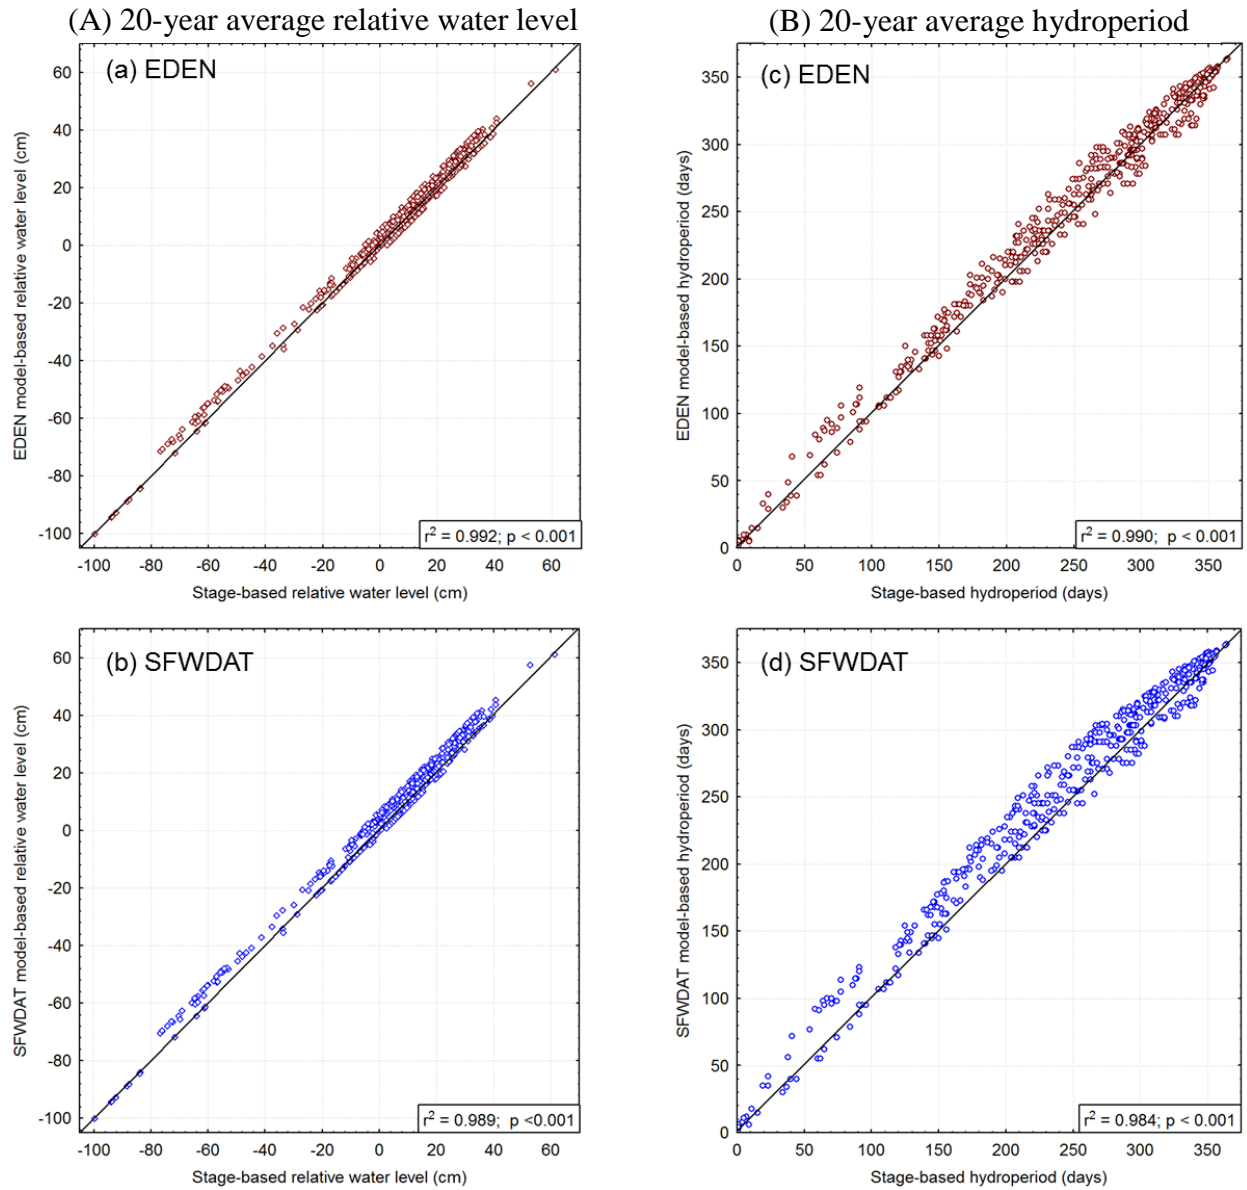 (A) 20-year average relative water level
(a) EDEN
EDEN model-based relative water level (cm)
60
40
20
0
-20
-40
-60
-80
-100
r² = 0.992; p < 0.001
-100 -80 -60 -40 -20 0 20 40 60
Stage-based relative water level (cm)
(B) 20-year average hydroperiod
(c) EDEN
EDEN model-based hydroperiod (days)
350
300
250
200
150
100
50
0
r² = 0.990; p < 0.001
0 50 100 150 200 250 300 350
Stage-based hydroperiod (days)
(b) SFWDAT
SFWDAT model-based relative water level (cm)
60
40
20
0
-20
-40
-60
-80
-100
r² = 0.989; p <0.001
-100 -80 -60 -40 -20 0 20 40 60
Stage-based relative water level (cm)
(d) SFWDAT
SFWDAT model-based hydroperiod (days)
350
300
250
200
150
100
50
0
r² = 0.984; p < 0.001
0 50 100 150 200 250 300 350
Stage-based hydroperiod (days)